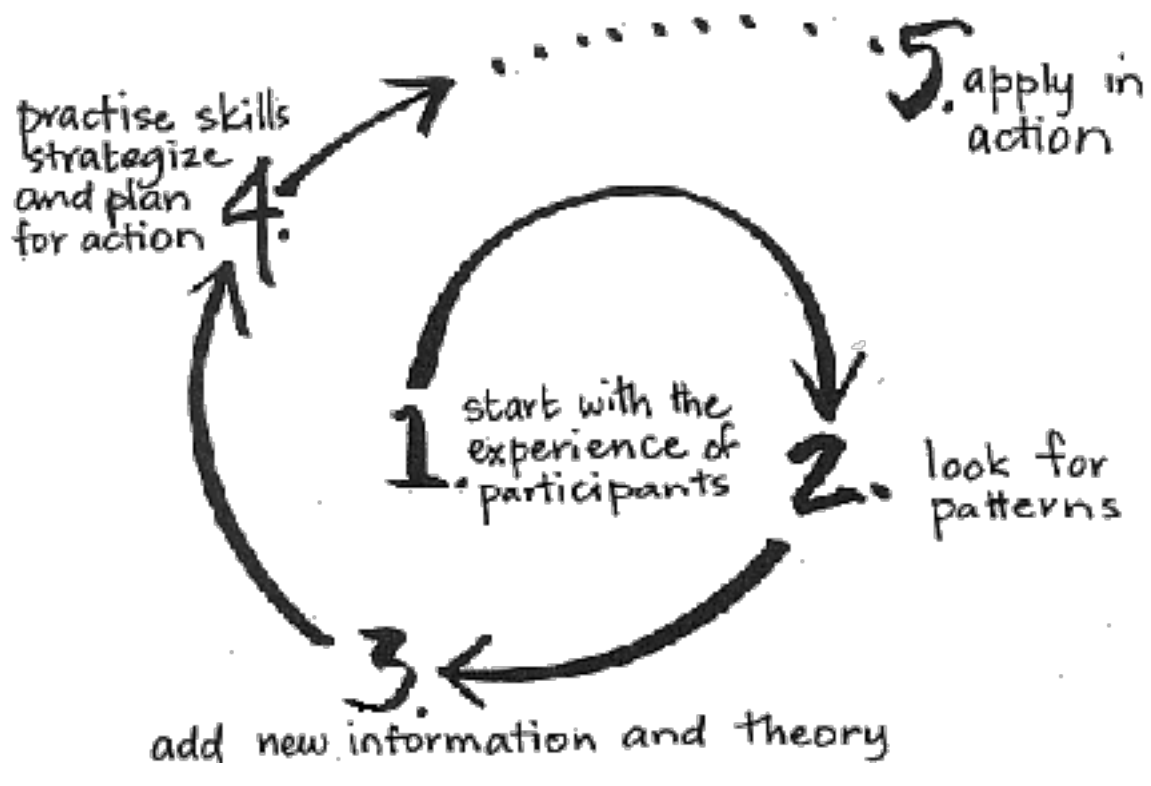 1. start with the
experience of
participants
2. look for
patterns
3.
add new information and theory
practise skills
strategize
and plan
for action
4.
5. apply in
action